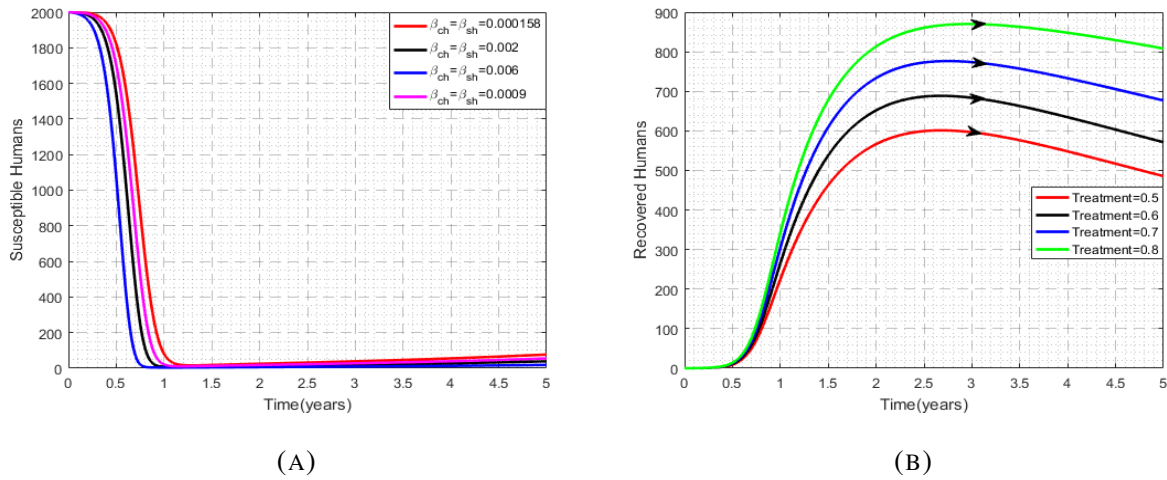 2000
1800
1600
1400
1200
1000
800
600
400
200
0
Susceptible Humans
β_ch=β_sh=0.000158
β_ch=β_sh=0.002
β_ch=β_sh=0.006
β_ch=β_sh=0.0009
0 0.5 1 1.5 2 2.5 3 3.5 4 4.5 5
Time(years)
(A)
900
800
700
600
500
400
300
200
100
0
Recovered Humans
Treatment=0.5
Treatment=0.6
Treatment=0.7
Treatment=0.8
0 0.5 1 1.5 2 2.5 3 3.5 4 4.5 5
Time(years)
(B)